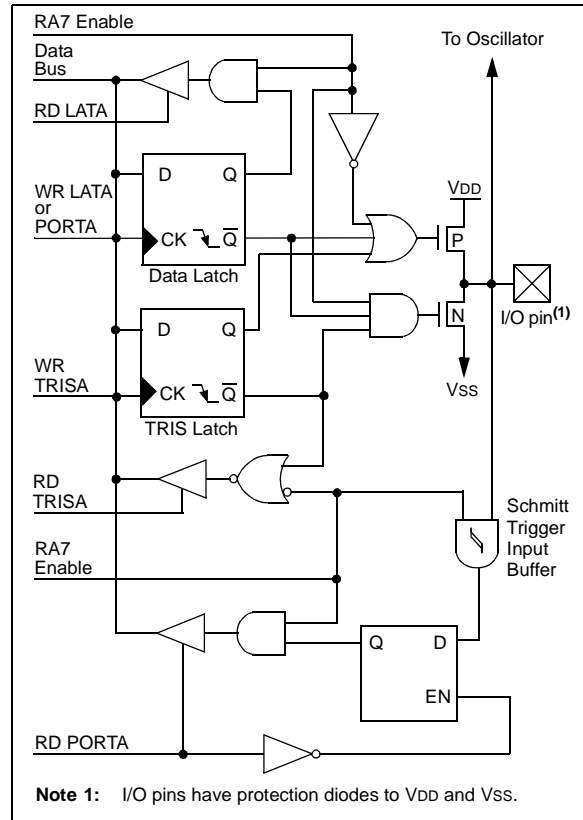 RA7 Enable
Data
Bus
To Oscillator
RD LATA
D Q
WR LATA
or
PORTA
CK Q
VDD
P
Data Latch
N
I/O pin(1)
D Q
WR
TRISA
CK Q
VSS
TRIS Latch
RD
TRISA
Schmitt
Trigger
Input
Buffer
RA7
Enable
Q D
EN
RD PORTA
Note 1: I/O pins have protection diodes to VDD and VSS.